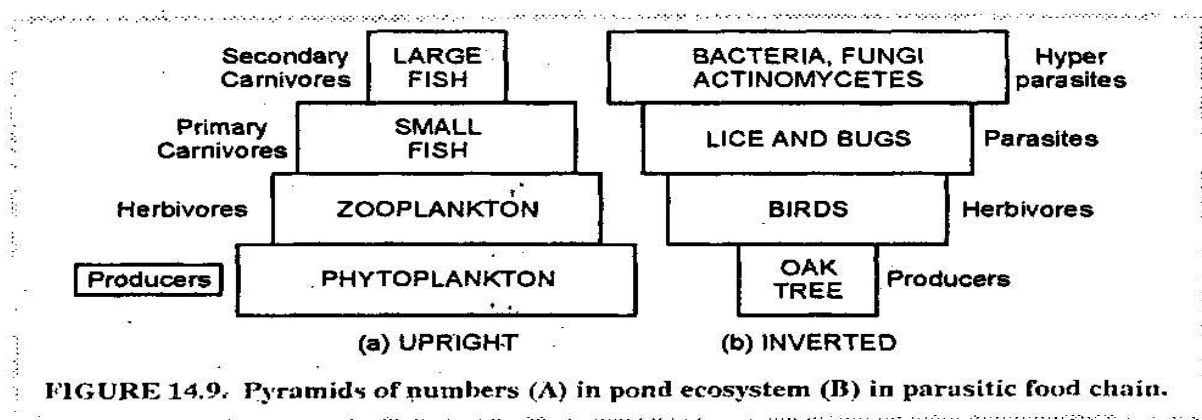 Secondary
Carnivores
LARGE
FISH
BACTERIA, FUNGI
ACTINOMYCETES
Hyper
parasites
Primary
Carnivores
SMALL
FISH
LICE AND BUGS
Parasites
Herbivores
ZOOPLANKTON
BIRDS
Herbivores
Producers
PHYTOPLANKTON
OAK
TREE
Producers
(a) UPRIGHT
(b) INVERTED
FIGURE 14.9. Pyramids of numbers (A) in pond ecosystem (B) in parasitic food chain.